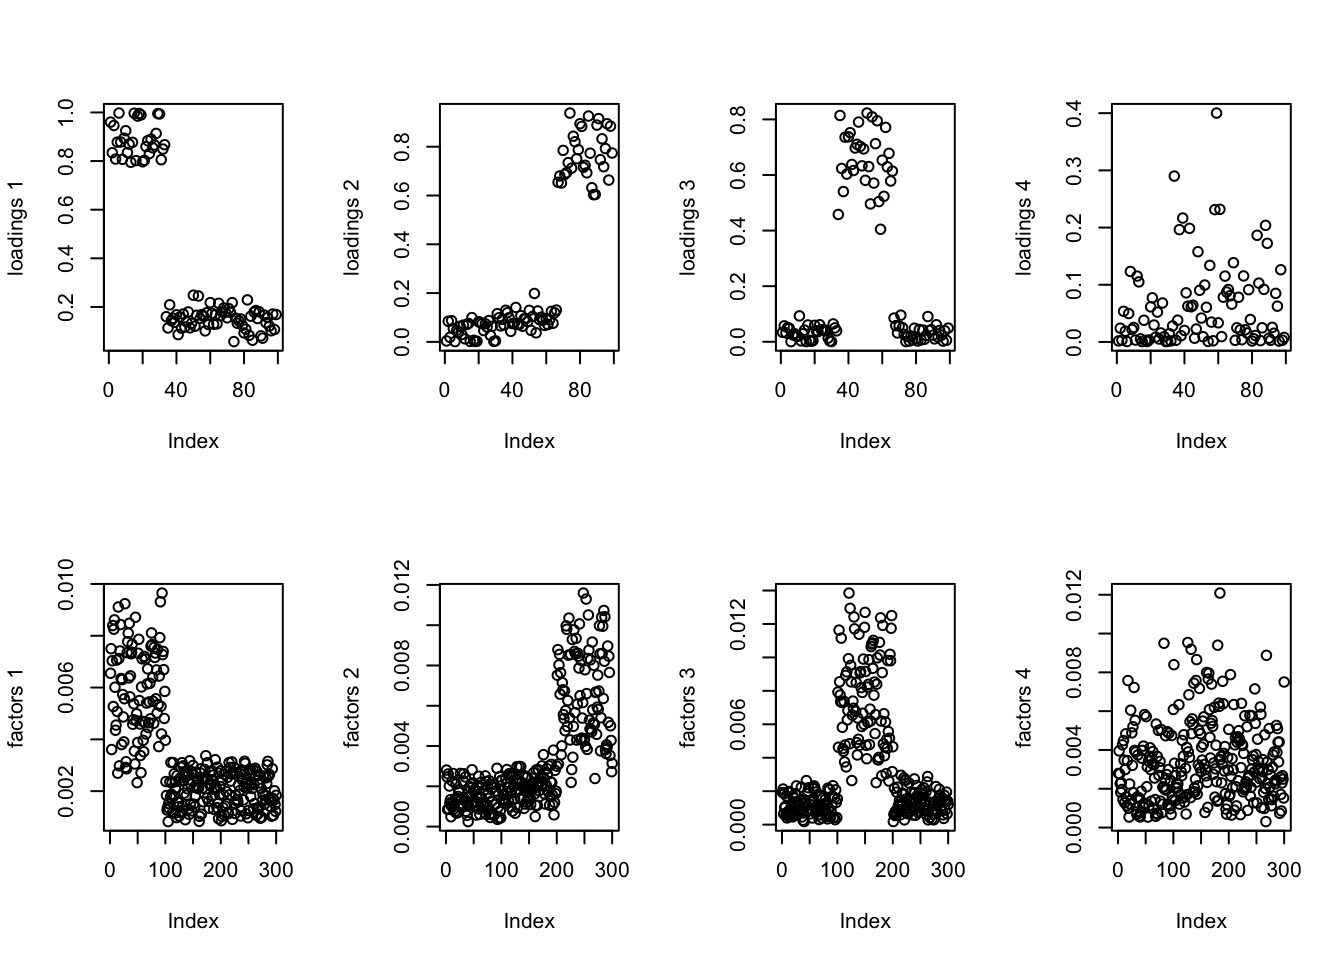 loadings 1
0.2 0.4 0.6 0.8 1.0
0 40 80
Index
loadings 2
0.0 0.2 0.4 0.6 0.8
0 40 80
Index
loadings 3
0.0 0.2 0.4 0.6 0.8
0 40 80
Index
loadings 4
0.0 0.1 0.2 0.3 0.4
0 40 80
Index
factors 1
0.002 0.006 0.010
0 100 200 300
Index
factors 2
0.000 0.004 0.008 0.012
0 100 200 300
Index
factors 3
0.000 0.006 0.012
0 100 200 300
Index
factors 4
0.000 0.004 0.008 0.012
0 100 200 300
Index